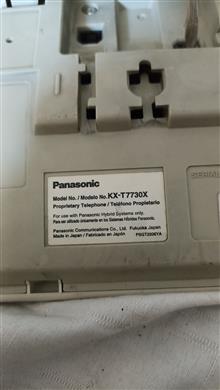 Panasonic
Model No. / Modelo No. KX-T7730X
Proprietary Telephone / Teléfono Propietario
For use with Panasonic Hybrid Systems only.
Para ser utilizado únicamente en los Sistemas Híbridos Panasonic.
Panasonic Communications Co., Ltd. Fukuoka Japan
Made in Japan / Fabricado en Japón
PSGT2206YA
SERIAL